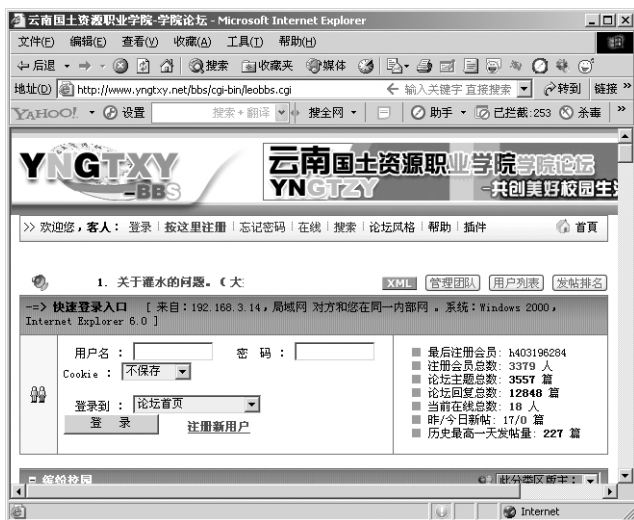 云南国土资源职业学院-学院论坛 - Microsoft Internet Explorer
文件(F) 编辑(E) 查看(V) 收藏(A) 工具(T) 帮助(H)
后退 搜索 收藏夹 媒体
地址(D) http://www.yngtxy.net/bbs/cgi-bin/leobbs.cgi 输入关键字 直接搜索 转到 链接 »
YAHOO! 设置 搜索+翻译 搜全网 助手 已拦截:253 杀毒 »
YNGTXY
-BBS
云南国土资源职业学院学院论坛
YNGTZY -共创美好校园生活
>> 欢迎您，客人： 登录 | 按这里注册 | 忘记密码 | 在线 | 搜索 | 论坛风格 | 帮助 | 插件 首页
1. 关于灌水的问题。（大 XML 管理团队 用户列表 发帖排名
--=> 快速登录入口 [ 来自：192.168.3.14，局域网 对方和您在同一内部网 。系统：Windows 2000，
Internet Explorer 6.0 ]
用户名 ： 密 码 ：
Cookie ： 不保存
登录到 ： 论坛首页
登 录 注册新用户
最后注册会员： h403196284
注册会员总数： 3379 人
论坛主题总数： 3557 篇
论坛回复总数： 12848 篇
当前在线总数： 18 人
昨/今日新帖： 17/0 篇
历史最高一天发帖量： 227 篇
缤纷校园 此分类区版主：
Internet